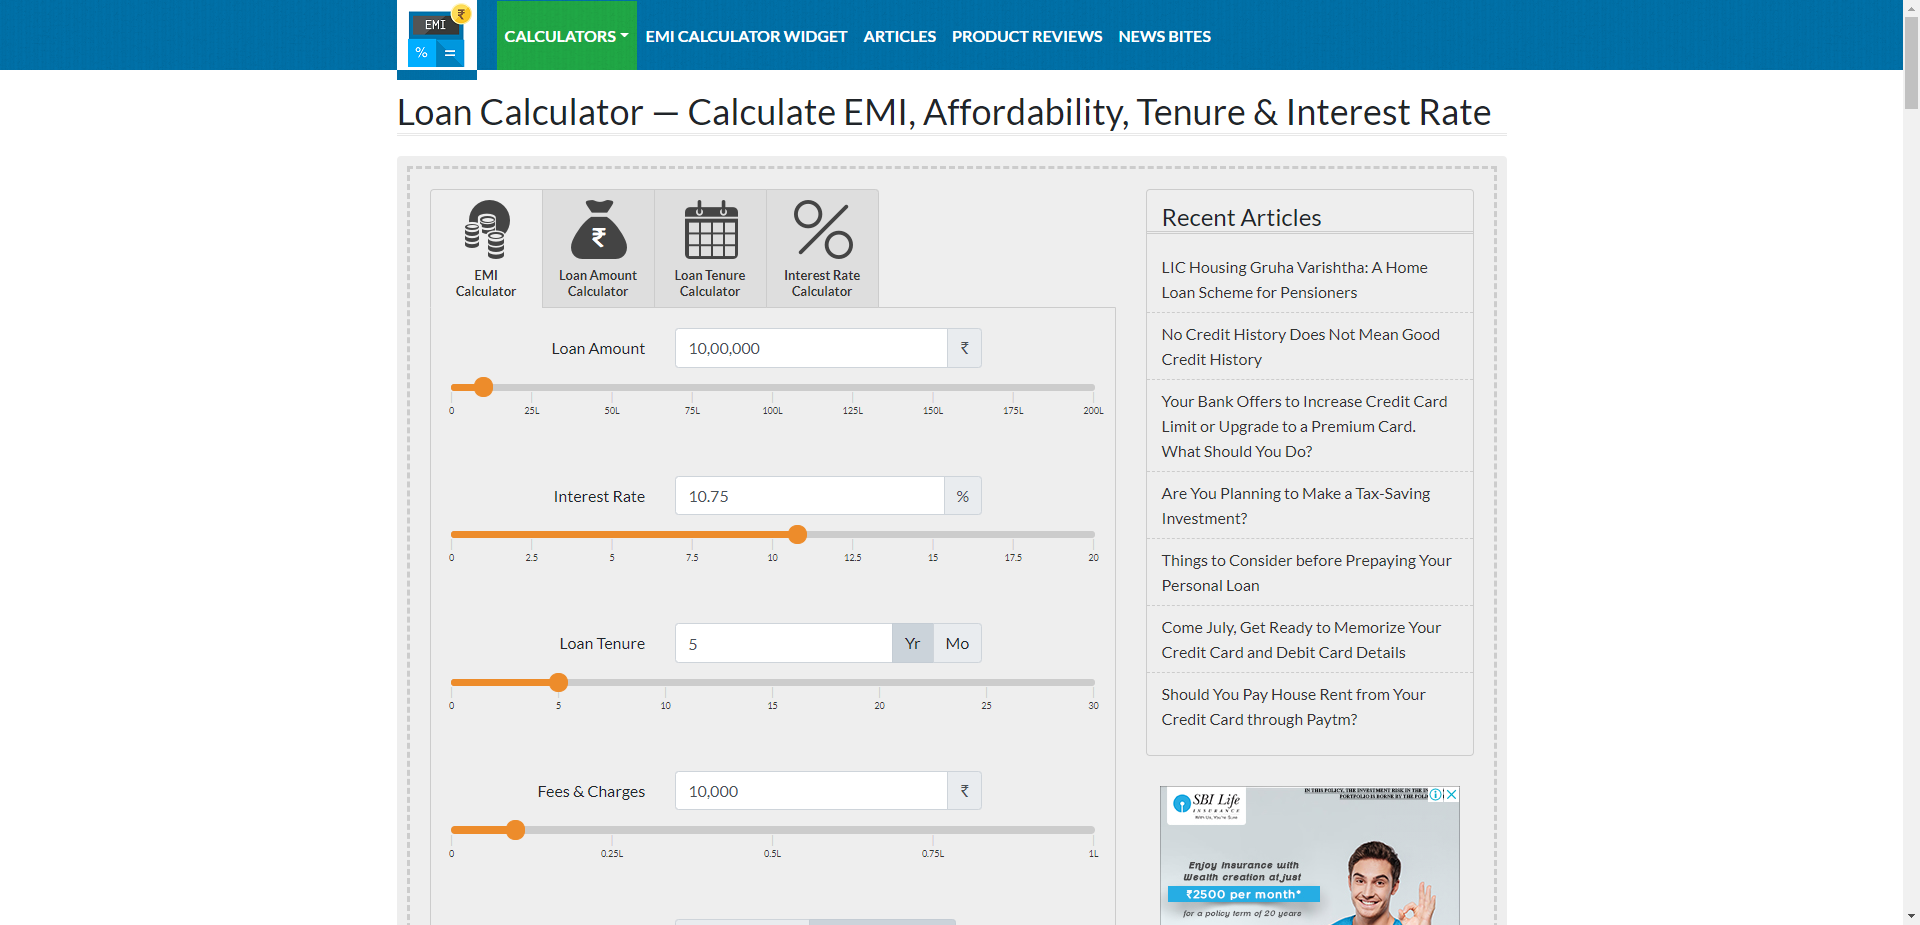 EMI
₹
%
=
CALCULATORS
EMI CALCULATOR WIDGET
ARTICLES
PRODUCT REVIEWS
NEWS BITES
Loan Calculator — Calculate EMI, Affordability, Tenure & Interest Rate
EMI
Calculator
₹
Loan Amount
Calculator
Loan Tenure
Calculator
Interest Rate
Calculator
Loan Amount
10,00,000
₹
0 25L 50L 75L 100L 125L 150L 175L 200L
Interest Rate
10.75
%
0 2.5 5 7.5 10 12.5 15 17.5 20
Loan Tenure
5
Yr
Mo
0 5 10 15 20 25 30
Fees & Charges
10,000
₹
0 0.25L 0.5L 0.75L 1L
Recent Articles
LIC Housing Gruha Varishtha: A Home
Loan Scheme for Pensioners
No Credit History Does Not Mean Good
Credit History
Your Bank Offers to Increase Credit Card
Limit or Upgrade to a Premium Card.
What Should You Do?
Are You Planning to Make a Tax-Saving
Investment?
Things to Consider before Prepaying Your
Personal Loan
Come July, Get Ready to Memorize Your
Credit Card and Debit Card Details
Should You Pay House Rent from Your
Credit Card through Paytm?
SBI Life
INSURANCE
With Us, You're Sure
IN THIS POLICY, THE INVESTMENT RISK IN THE IN
PORTFOLIO IS BORNE BY THE POLI
Enjoy insurance with
wealth creation at just
₹2500 per month*
for a policy term of 20 years